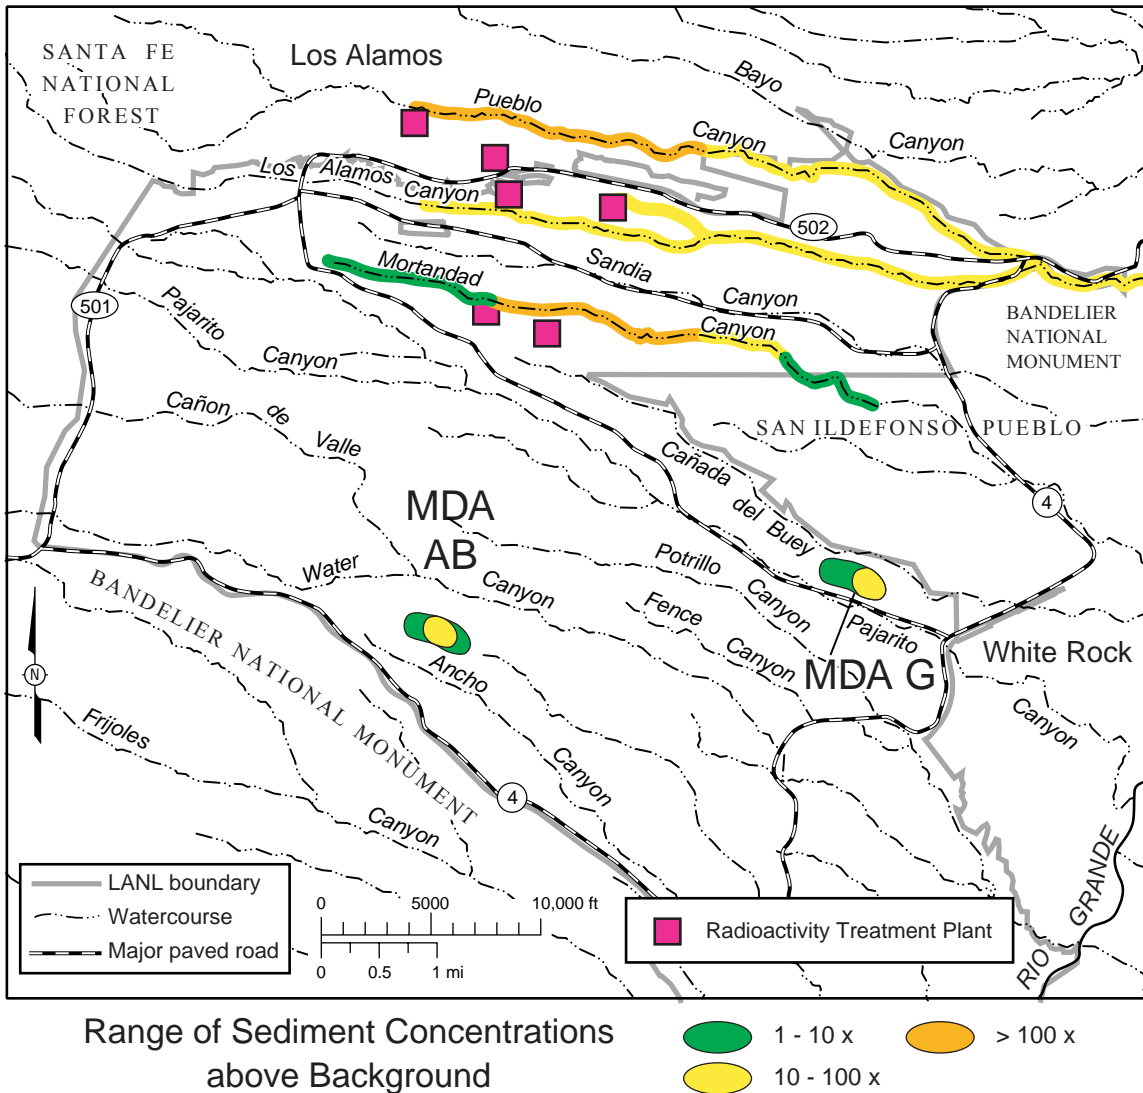 SANTA FE
NATIONAL
FOREST
Los Alamos
Bayo
Canyon
Pueblo
Canyon
Los Alamos Canyon
502
Sandia
Canyon
Mortandad
Canyon
501
Pajarito
Canyon
BANDELIER
NATIONAL
MONUMENT
SAN ILDEFONSO PUEBLO
Cañon de Valle
Cañada del Buey
4
MDA
AB
Water
Canyon
Potrillo
Canyon
Fence
Canyon
Pajarito
BANDELIER NATIONAL MONUMENT
Ancho
Canyon
MDA G
White Rock
Canyon
N
Frijoles
Canyon
4
RIO GRANDE
LANL boundary
Watercourse
Major paved road
0 5000 10,000 ft
0 0.5 1 mi
Radioactivity Treatment Plant
Range of Sediment Concentrations
above Background
1 - 10 x
> 100 x
10 - 100 x